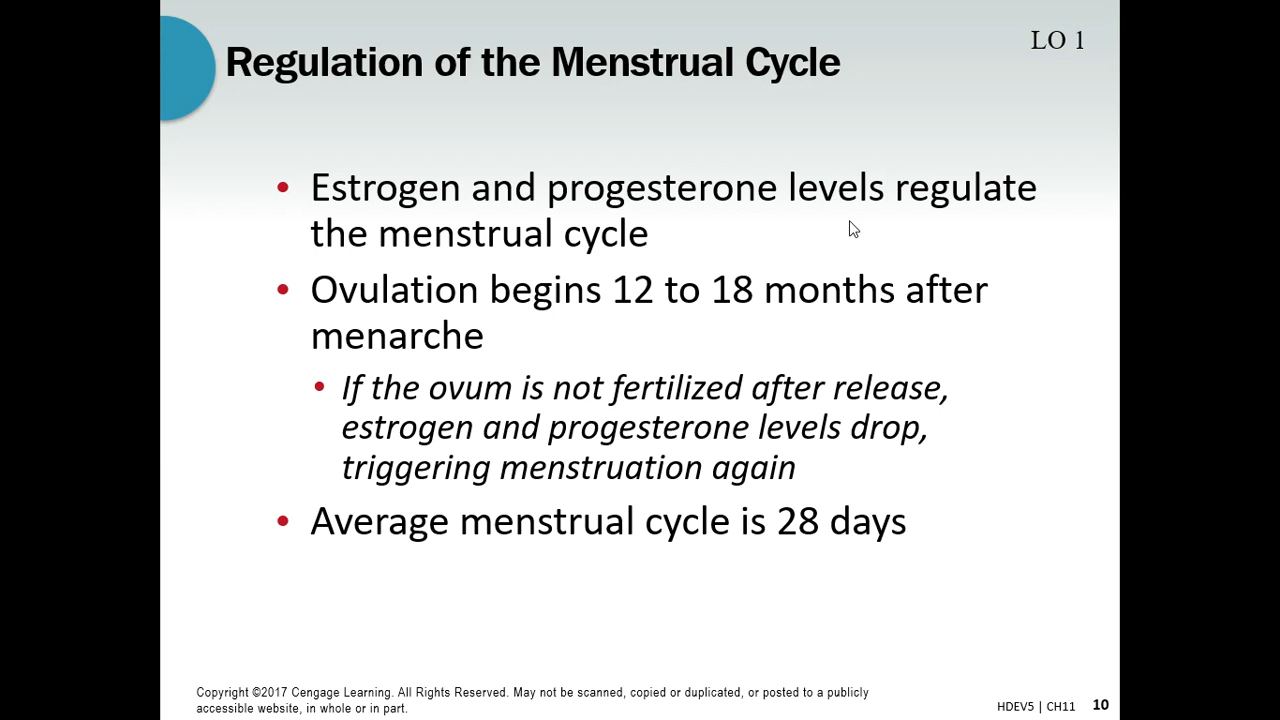 LO 1
Regulation of the Menstrual Cycle
• Estrogen and progesterone levels regulate
the menstrual cycle
• Ovulation begins 12 to 18 months after
menarche
• If the ovum is not fertilized after release,
estrogen and progesterone levels drop,
triggering menstruation again
• Average menstrual cycle is 28 days
Copyright ©2017 Cengage Learning. All Rights Reserved. May not be scanned, copied or duplicated, or posted to a publicly
accessible website, in whole or in part.
HDEV5 | CH11 10